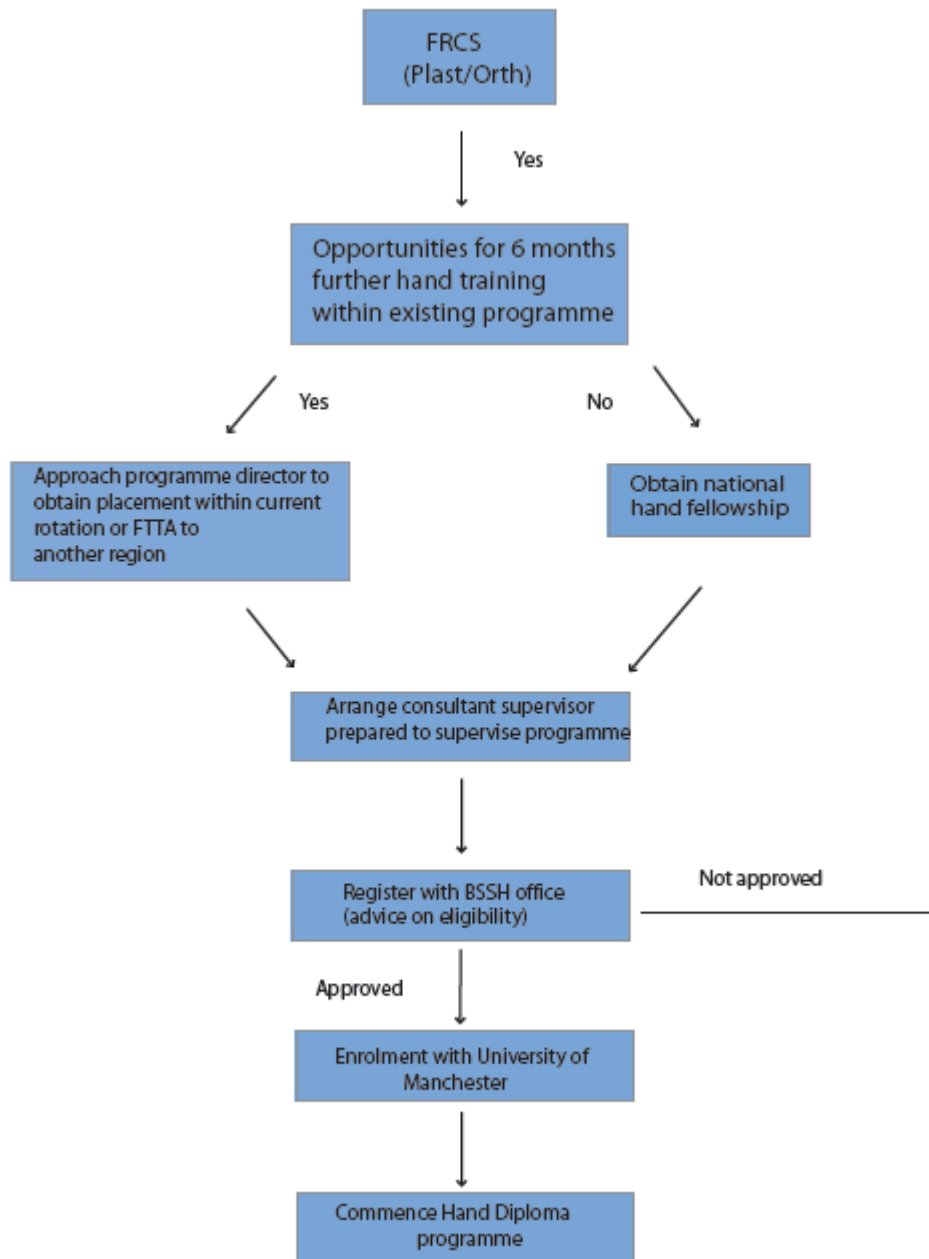 FRCS
(Plast/Orth)
Yes
Opportunities for 6 months
further hand training
within existing programme
Yes
No
Approach programme director to
obtain placement within current
rotation or FTTA to
another region
Obtain national
hand fellowship
Arrange consultant supervisor
prepared to supervise programme
Register with BSSH office
(advice on eligibility)
Not approved
Approved
Enrolment with University of
Manchester
Commence Hand Diploma
programme